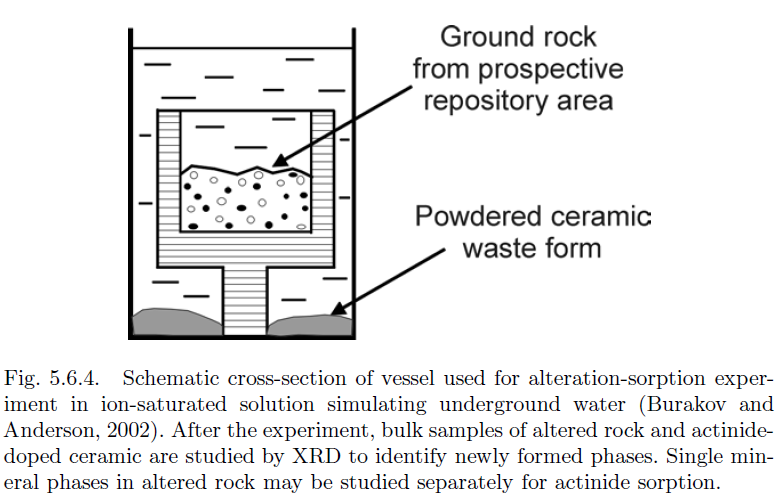 Ground rock
from prospective
repository area
Powdered ceramic
waste form
Fig. 5.6.4. Schematic cross-section of vessel used for alteration-sorption exper-
iment in ion-saturated solution simulating underground water (Burakov and
Anderson, 2002). After the experiment, bulk samples of altered rock and actinide-
doped ceramic are studied by XRD to identify newly formed phases. Single min-
eral phases in altered rock may be studied separately for actinide sorption.